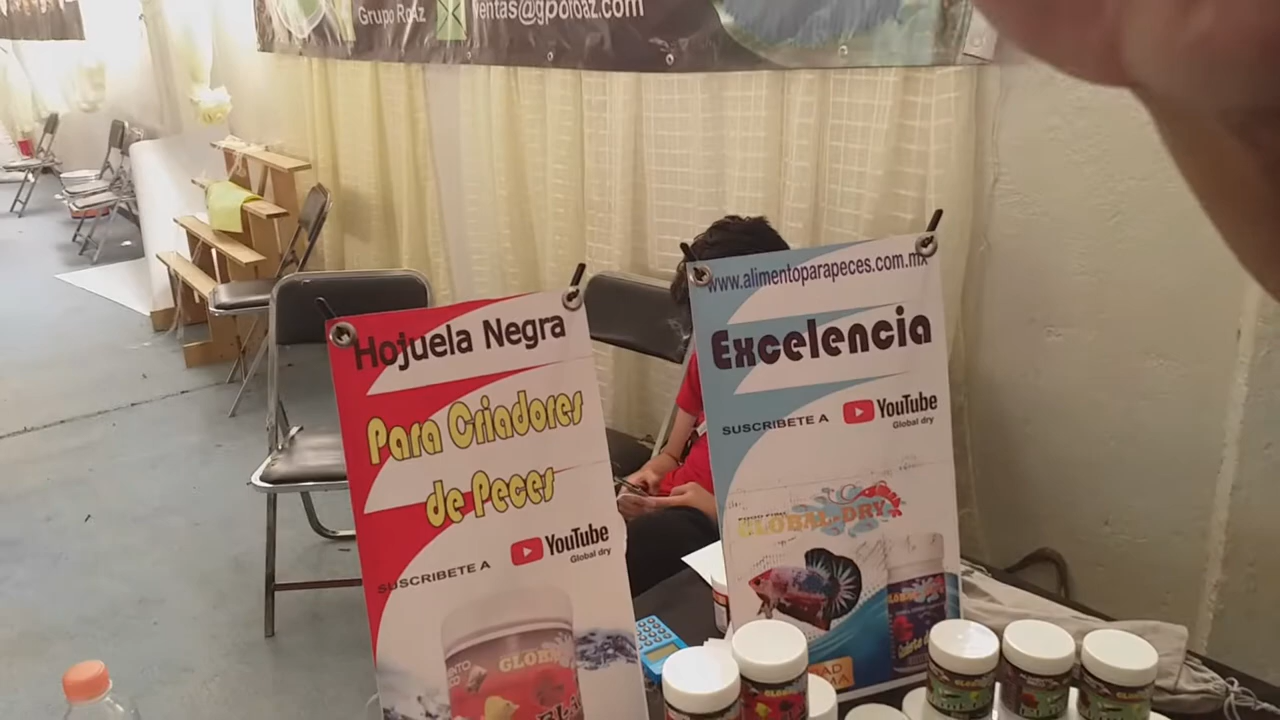 Grupo RoAz ventas@gporoaz.com
Hojuela Negra
Para Criadores
de Peces
SUSCRIBETE A YouTube
Global dry
www.alimentoparapeces.com.mx
Excelencia
SUSCRIBETE A YouTube
Global dry
GLOBAL DRY